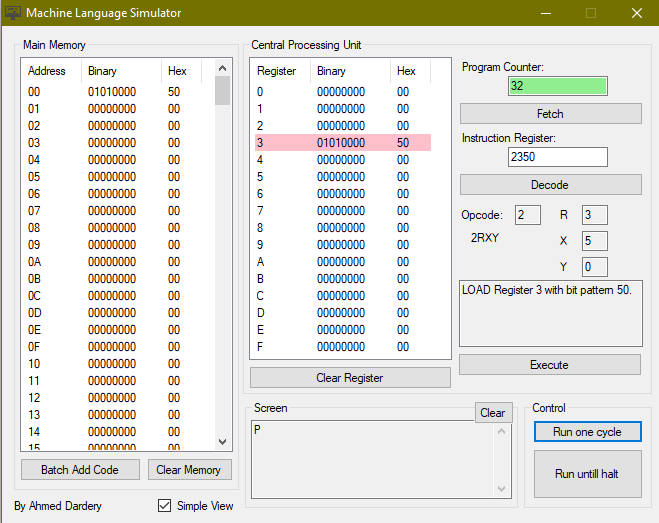 Machine Language Simulator
Main Memory
Address Binary Hex
00 01010000 50
01 00000000 00
02 00000000 00
03 00000000 00
04 00000000 00
05 00000000 00
06 00000000 00
07 00000000 00
08 00000000 00
09 00000000 00
0A 00000000 00
0B 00000000 00
0C 00000000 00
0D 00000000 00
0E 00000000 00
0F 00000000 00
10 00000000 00
11 00000000 00
12 00000000 00
13 00000000 00
14 00000000 00
15 00000000 00
Batch Add Code
Clear Memory
By Ahmed Dardery
Simple View
Central Processing Unit
Register Binary Hex
0 00000000 00
1 00000000 00
2 00000000 00
3 01010000 50
4 00000000 00
5 00000000 00
6 00000000 00
7 00000000 00
8 00000000 00
9 00000000 00
A 00000000 00
B 00000000 00
C 00000000 00
D 00000000 00
E 00000000 00
F 00000000 00
Clear Register
Program Counter:
32
Fetch
Instruction Register:
2350
Decode
Opcode: 2 R 3
2RXY X 5
Y 0
LOAD Register 3 with bit pattern 50.
Execute
Screen
Clear
P
Control
Run one cycle
Run untill halt